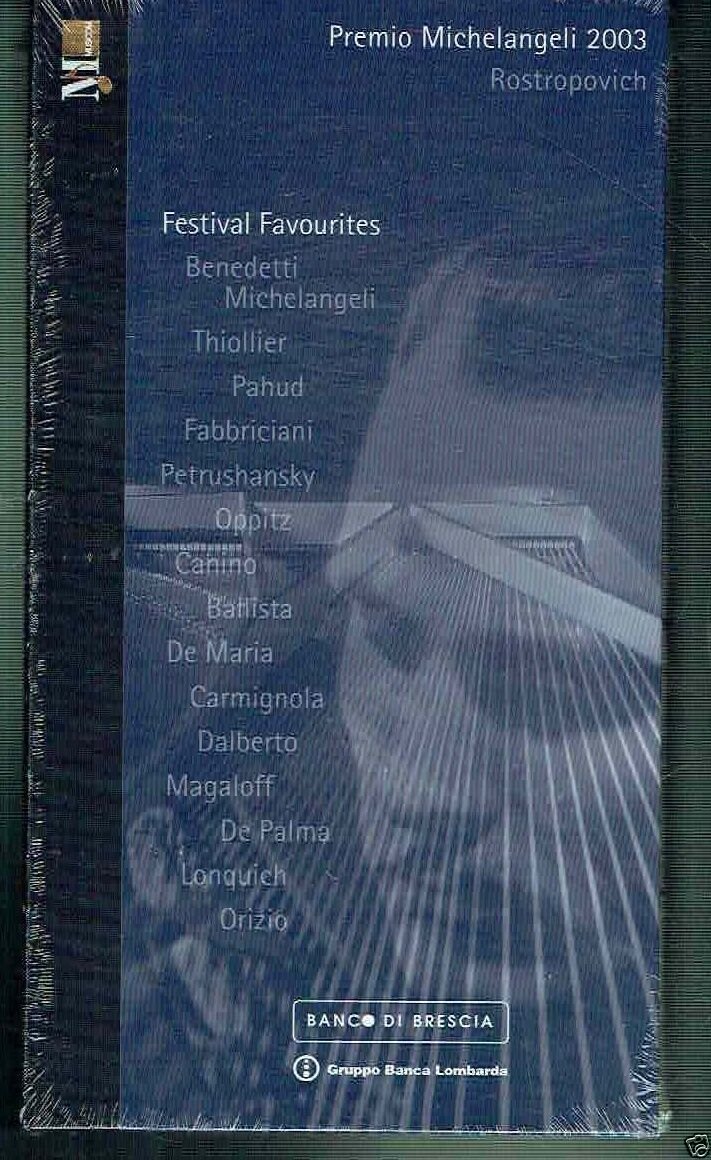 Premio Michelangeli 2003
Rostropovich
Festival Favourites
Benedetti
Michelangeli
Thiollier
Pahud
Fabbriciani
Petrushansky
Oppitz
Canino
Ballista
De Maria
Carmignola
Dalberto
Magaloff
De Palma
Lonquich
Orizio
BANCO DI BRESCIA
Gruppo Banca Lombarda